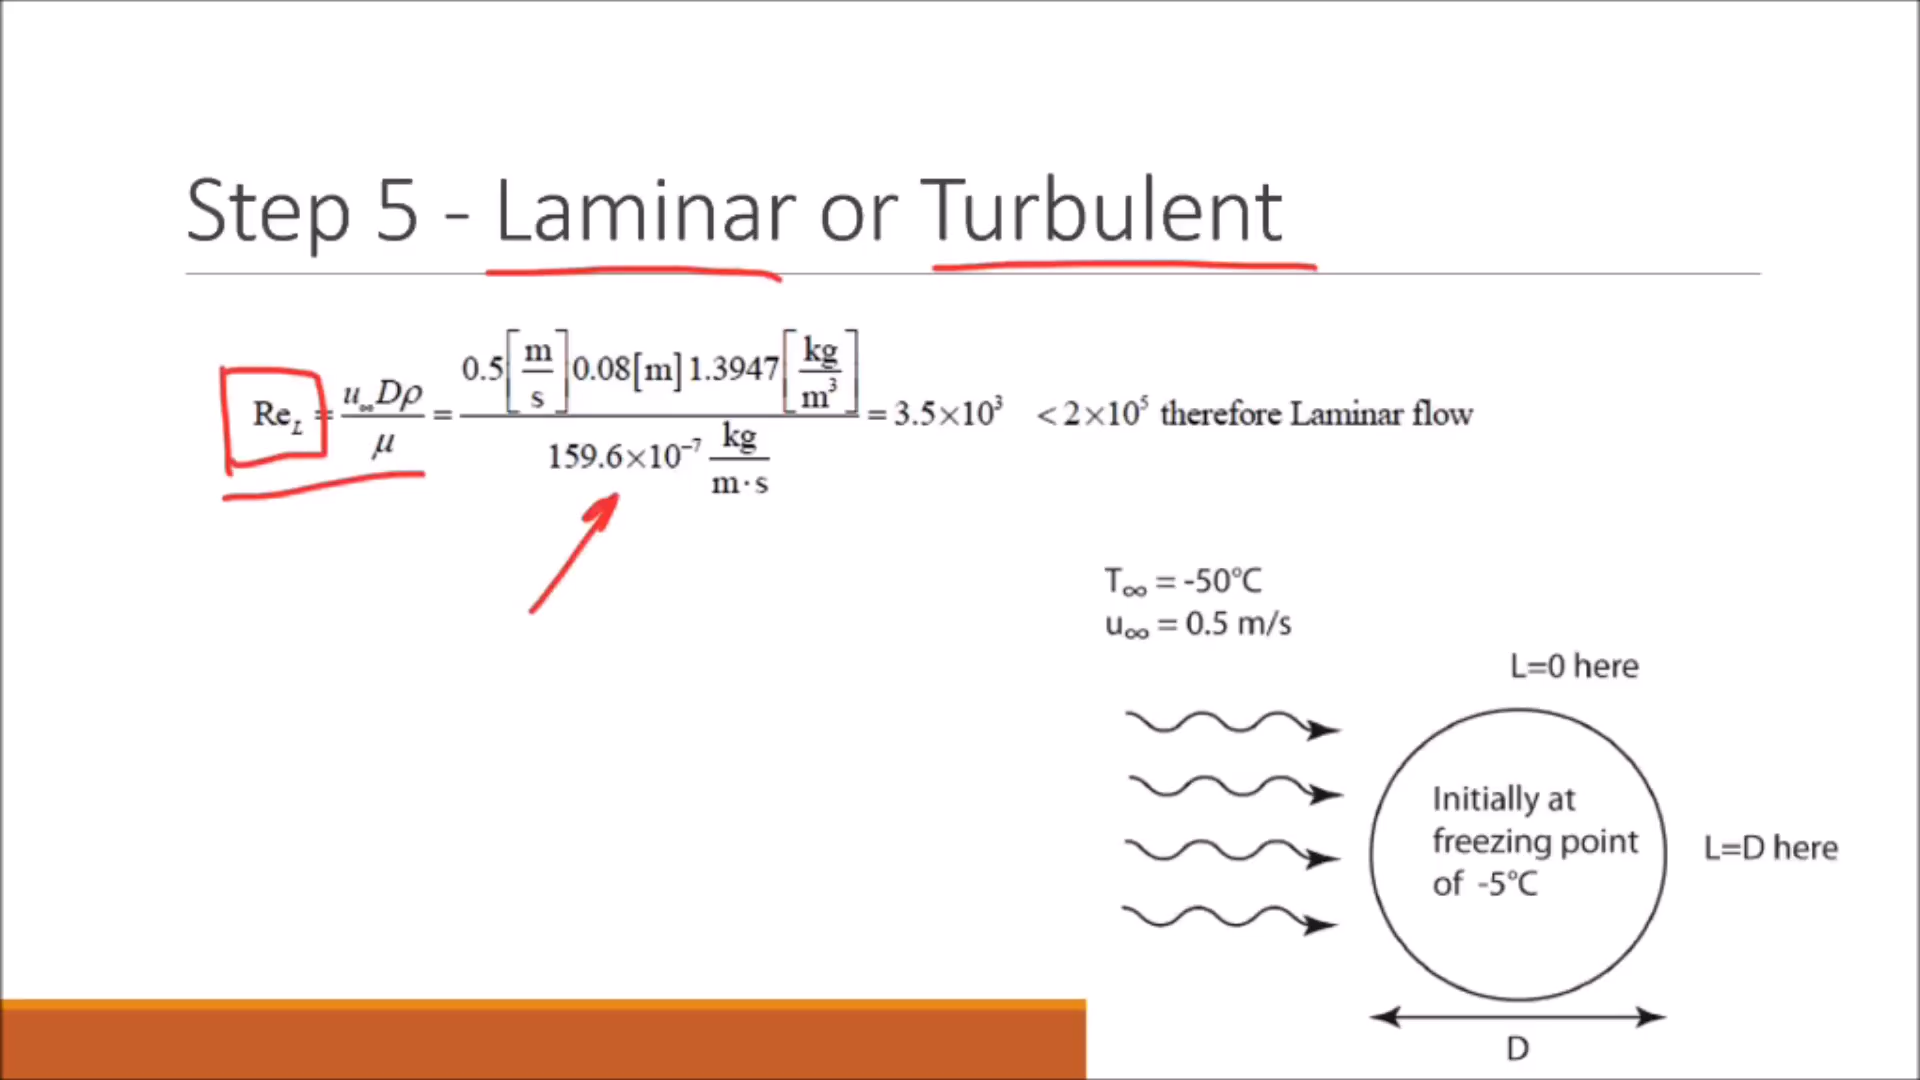 Step 5 - Laminar or Turbulent
Re_L = u_∞Dρ/μ = 0.5[m/s]0.08[m]1.3947[kg/m³] / 159.6×10⁻⁷ kg/m·s = 3.5×10³ <2×10⁵ therefore Laminar flow
T∞ = -50°C
u∞ = 0.5 m/s
L=0 here
Initially at
freezing point
of -5°C
L=D here
D